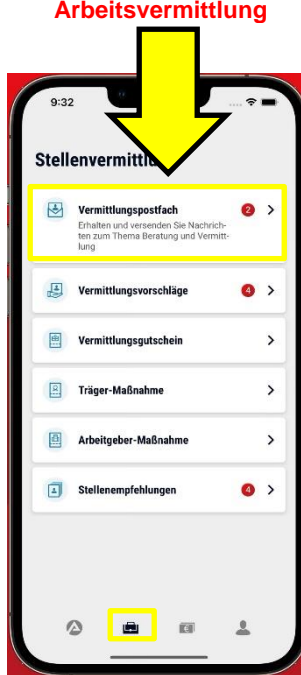 Arbeitsvermittlung
9:32
Stellenvermittl
Vermittlungspostfach
2
Erhalten und versenden Sie Nachrich-
ten zum Thema Beratung und Vermitt-
lung
Vermittlungsvorschläge
4
Vermittlungsgutschein
Träger-Maßnahme
Arbeitgeber-Maßnahme
Stellenempfehlungen
4